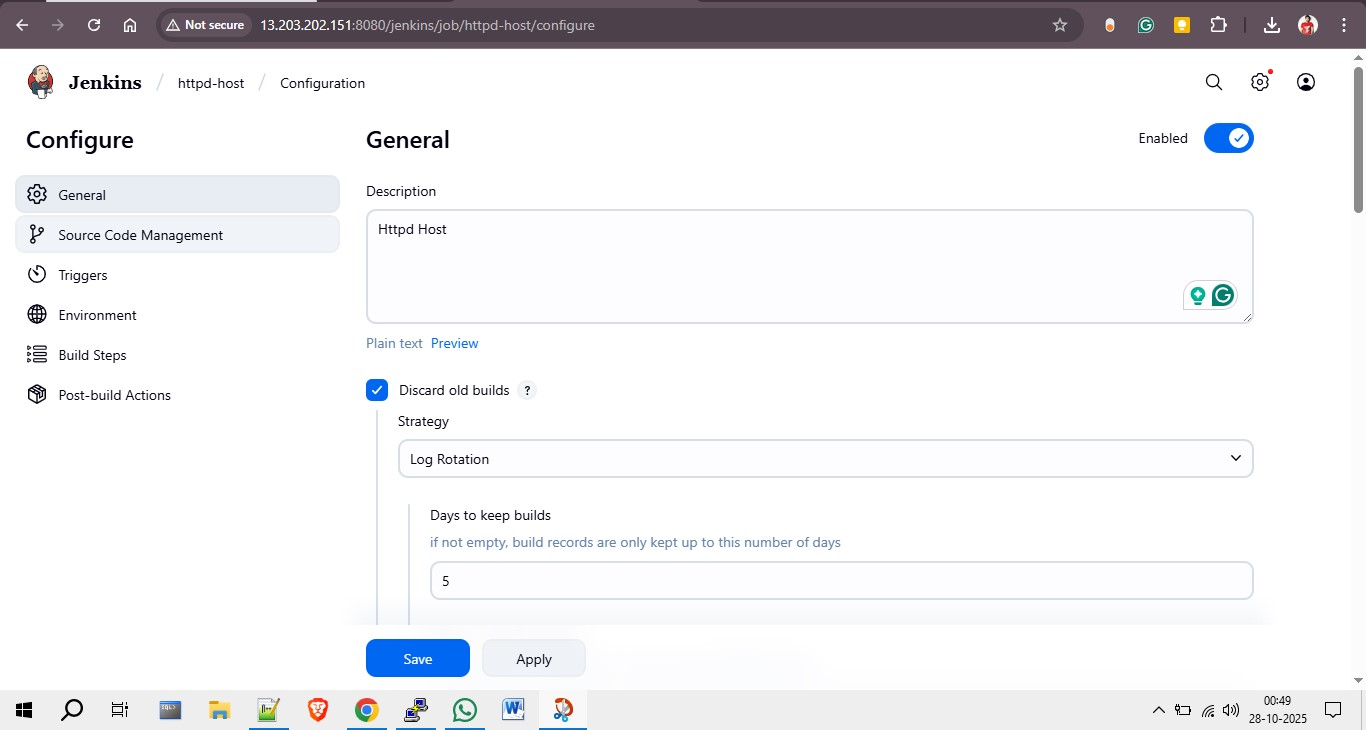 Not secure 13.203.202.151:8080/jenkins/job/httpd-host/configure
Jenkins / httpd-host / Configuration
Configure
General
Source Code Management
Triggers
Environment
Build Steps
Post-build Actions
General
Enabled
Description
Httpd Host
Plain text Preview
Discard old builds ?
Strategy
Log Rotation
Days to keep builds
if not empty, build records are only kept up to this number of days
5
Save Apply
00:49
28-10-2025